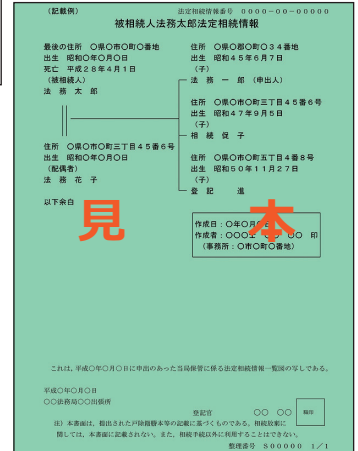 (記載例)
法定相続情報番号 0000-00-00000
被相続人法務太郎法定相続情報
最後の住所 ○県○市○町○番地
出生 昭和○年○月○日
死亡 平成28年4月1日
(被相続人)
法 務 太 郎
住所 ○県○郡○町○34番地
出生 昭和45年6月7日
(子)
法 務 一 郎 (申出人)
住所 ○県○市○町三丁目45番6号
出生 昭和47年9月5日
(子)
相 続 促 子
住所 ○県○市○町三丁目45番6号
出生 昭和○年○月○日
(配偶者)
法 務 花 子
住所 ○県○市○町五丁目4番8号
出生 昭和50年11月27日
(子)
登 記 進
以下余白
見 本
作成日:○年○月
作成者:○○○士 ○○ 印
(事務所:○市○町○番地)
これは、平成○年○月○日に申出のあった当局保管に係る法定相続情報一覧図の写しである。
平成○年○月○日
○○法務局○○出張所
登記官 ○○ ○○ 職印
注)本書面は、提出された戸除籍謄本等の記載に基づくものである。相続放棄に
関しては、本書面に記載されない。また、相続手続以外に利用することはできない。
整理番号 S00000 1/1